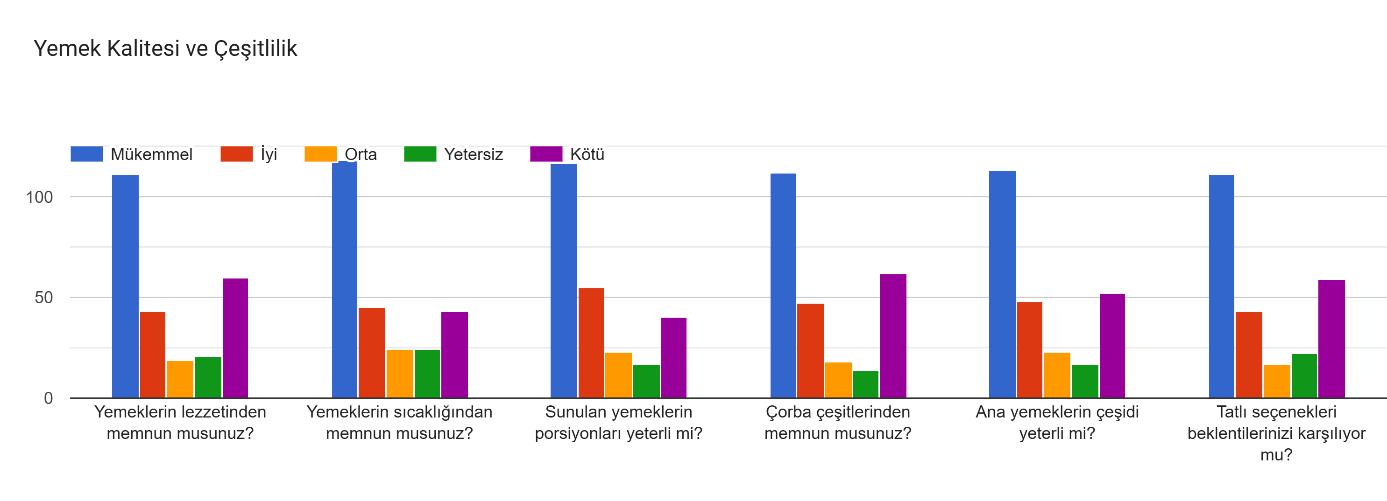 Yemek Kalitesi ve Çeşitlilik
Mükemmel İyi Orta Yetersiz Kötü
100
50
0
Yemeklerin lezzetinden
memnun musunuz?
Yemeklerin sıcaklığından
memnun musunuz?
Sunulan yemeklerin
porsiyonları yeterli mi?
Çorba çeşitlerinden
memnun musunuz?
Ana yemeklerin çeşidi
yeterli mi?
Tatlı seçenekleri
beklentilerinizi karşılıyor
mu?